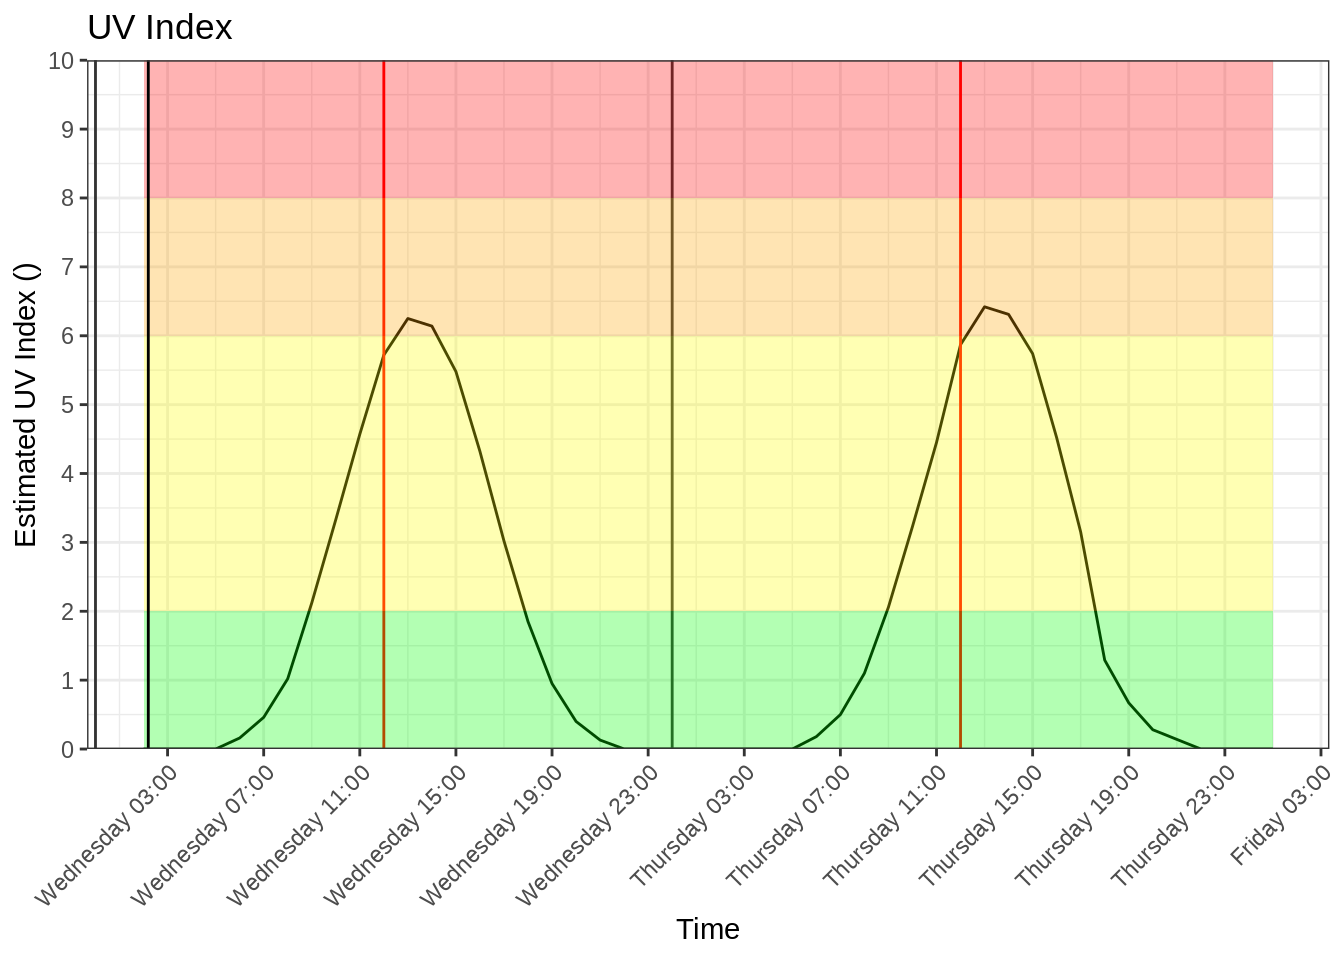 UV Index
Estimated UV Index ()
10
9
8
7
6
5
4
3
2
1
0
Wednesday 03:00
Wednesday 07:00
Wednesday 11:00
Wednesday 15:00
Wednesday 19:00
Wednesday 23:00
Thursday 03:00
Thursday 07:00
Thursday 11:00
Thursday 15:00
Thursday 19:00
Thursday 23:00
Friday 03:00
Time